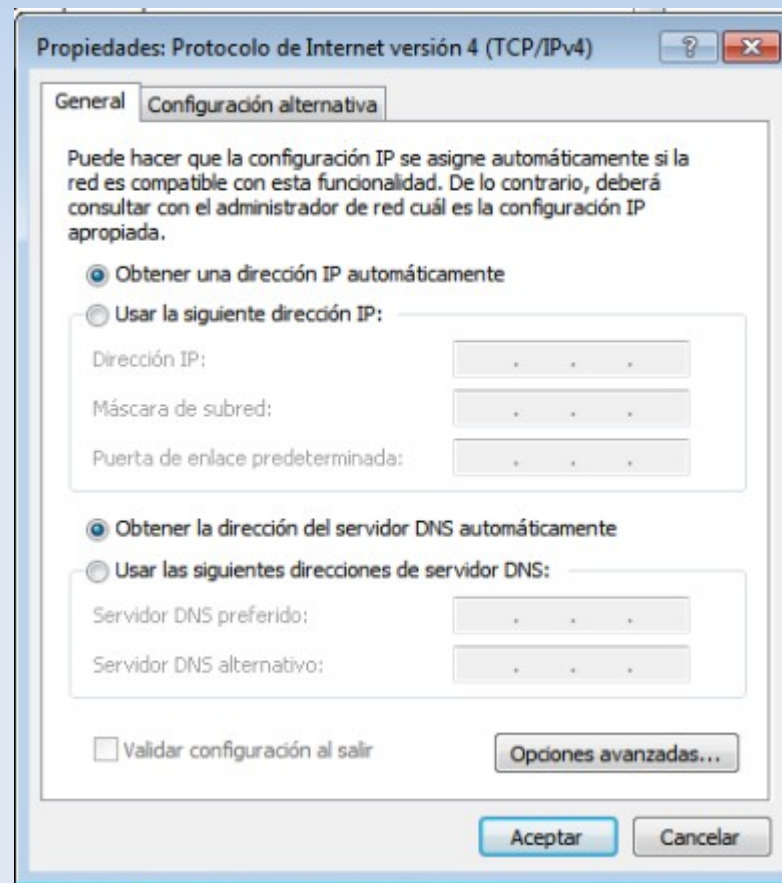 Propiedades: Protocolo de Internet versión 4 (TCP/IPv4)
General
Configuración alternativa
Puede hacer que la configuración IP se asigne automáticamente si la
red es compatible con esta funcionalidad. De lo contrario, deberá
consultar con el administrador de red cuál es la configuración IP
apropiada.
Obtener una dirección IP automáticamente
Usar la siguiente dirección IP:
Dirección IP:
Máscara de subred:
Puerta de enlace predeterminada:
Obtener la dirección del servidor DNS automáticamente
Usar las siguientes direcciones de servidor DNS:
Servidor DNS preferido:
Servidor DNS alternativo:
Validar configuración al salir
Opciones avanzadas...
Aceptar
Cancelar